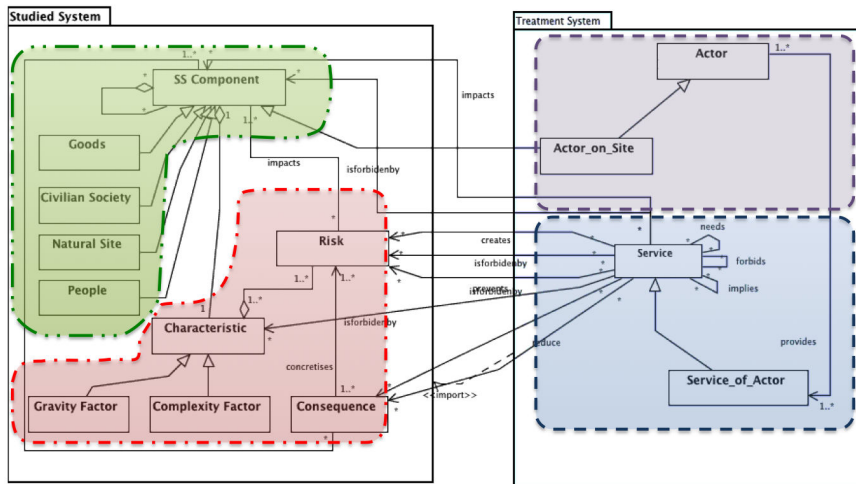 Studied System
Treatment System
1..*
*
Actor
1..*
SS Component
*
*
*
1
1..*
impacts
Goods
Actor_on_Site
impacts
isforbidenby
Civilian Society
*
*
needs
Natural Site
Risk
*
creates
*
Service
*
forbids
isforbidenby
*
1..*
1..*
*
implies
People
prevents
isforbidenby
1
Characteristic
*
isforbidenby
reduce
provides
concretises
Service_of_Actor
1..*
*
<<import>>
Gravity Factor
Complexity Factor
Consequence
*
1..*
*